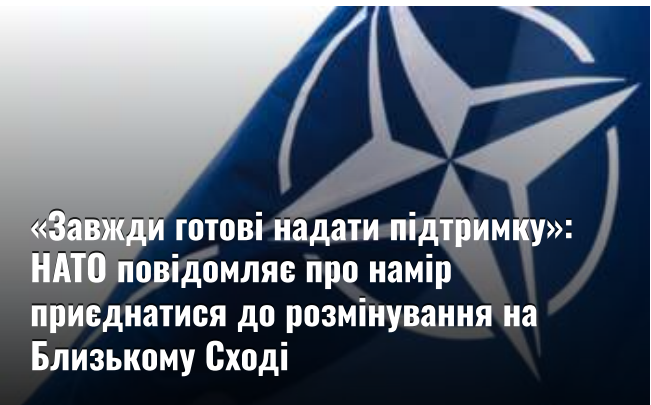 «Завжди готові надати підтримку»:
НАТО повідомляє про намір
приєднатися до розмінування на
Близькому Сході